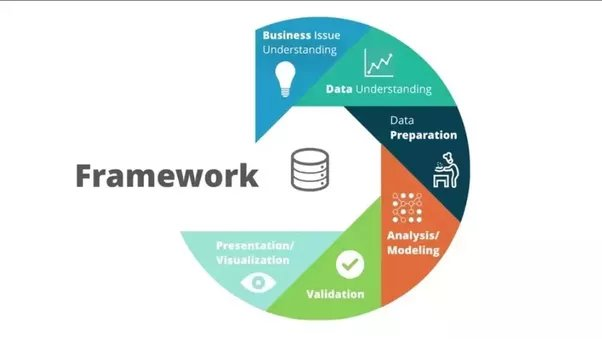 Business Issue
Understanding
Data Understanding
Data
Preparation
Framework
Analysis/
Modeling
Presentation/
Visualization
Validation